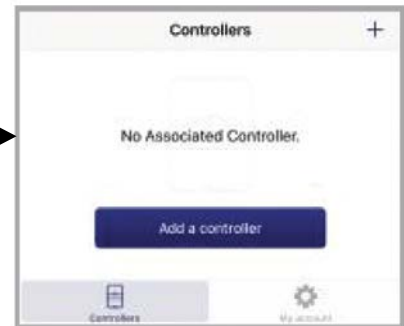 Controllers +
No Associated Controller.
Add a controller
Controllers My account